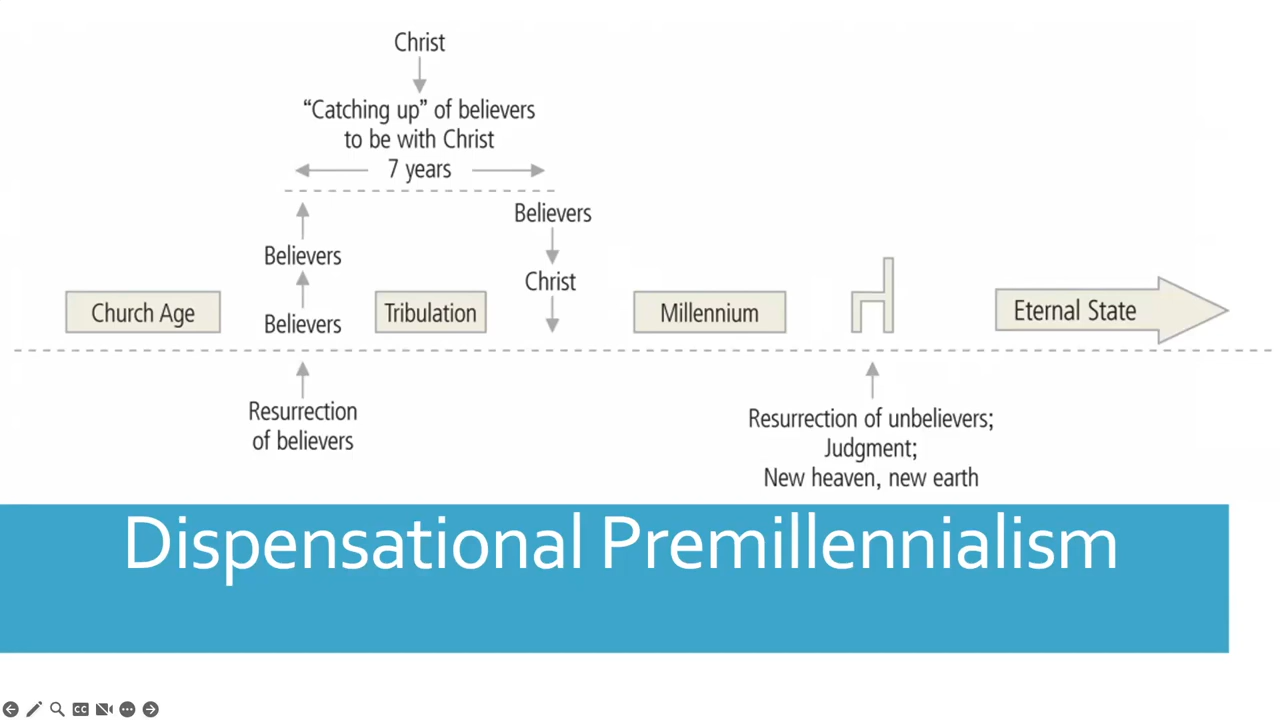 Christ
“Catching up” of believers
to be with Christ
7 years
Believers
Believers
Believers
Christ
Church Age
Tribulation
Millennium
Eternal State
Resurrection
of believers
Resurrection of unbelievers;
Judgment;
New heaven, new earth
Dispensational Premillennialism
CC